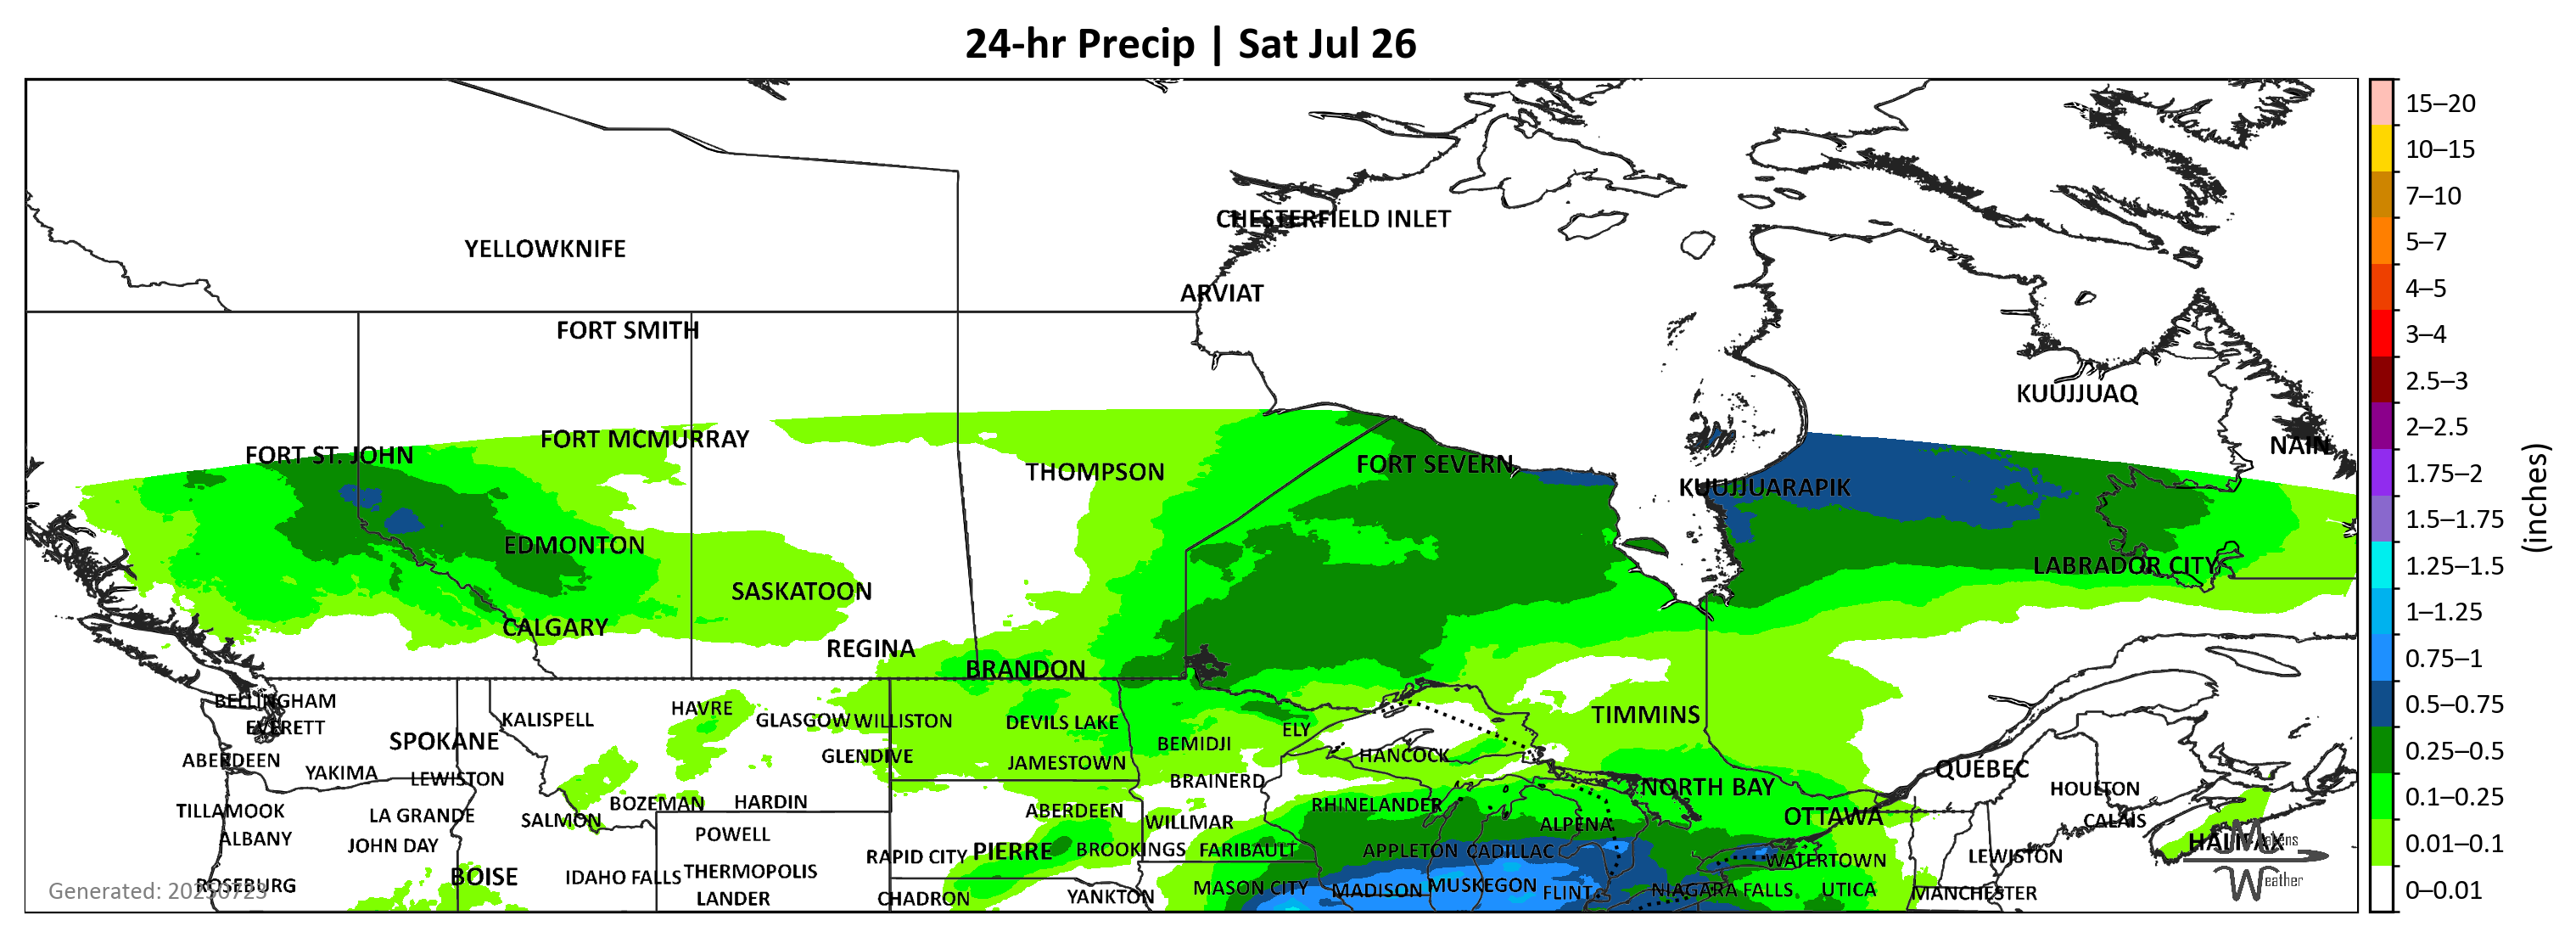 24-hr Precip | Sat Jul 26
CHESTERFIELD INLET
YELLOWKNIFE
ARVIAT
FORT SMITH
KUUJJUAQ
FORT MCMURRAY
NAIN
FORT ST. JOHN
FORT SEVERN
THOMPSON
KUUJJUARAPIK
EDMONTON
LABRADOR CITY
SASKATOON
CALGARY
REGINA
BRANDON
BELLINGHAM
HAVRE
KALISPELL
GLASGOW WILLISTON
DEVILS LAKE
TIMMINS
EVERETT
ELY
SPOKANE
BEMIDJI
GLENDIVE
HANCOCK
ABERDEEN
JAMESTOWN
QUÉBEC
YAKIMA
LEWISTON
BRAINERD
NORTH BAY
HOULTON
BOZEMAN
HARDIN
RHINELANDER
TILLAMOOK
LA GRANDE
SALMON
ABERDEEN
WILLMAR
ALPENA
OTTAWA
CALAIS
ALBANY
JOHN DAY
POWELL
HALIFAX
RAPID CITY
PIERRE
BROOKINGS
FARIBAULT
APPLETON
CADILLAC
WATERTOWN
LEWISTON
ROSEBURG
BOISE
IDAHO FALLS
THERMOPOLIS
MASON CITY
MADISON
MUSKEGON
FLINT
NIAGARA FALLS
UTICA
MANCHESTER
LANDER
CHADRON
YANKTON
Generated: 20250723
Weather
15–20
10–15
7–10
5–7
4–5
3–4
2.5–3
2–2.5
1.75–2
1.5–1.75
1.25–1.5
1–1.25
0.75–1
0.5–0.75
0.25–0.5
0.1–0.25
0.01–0.1
0–0.01
(inches)